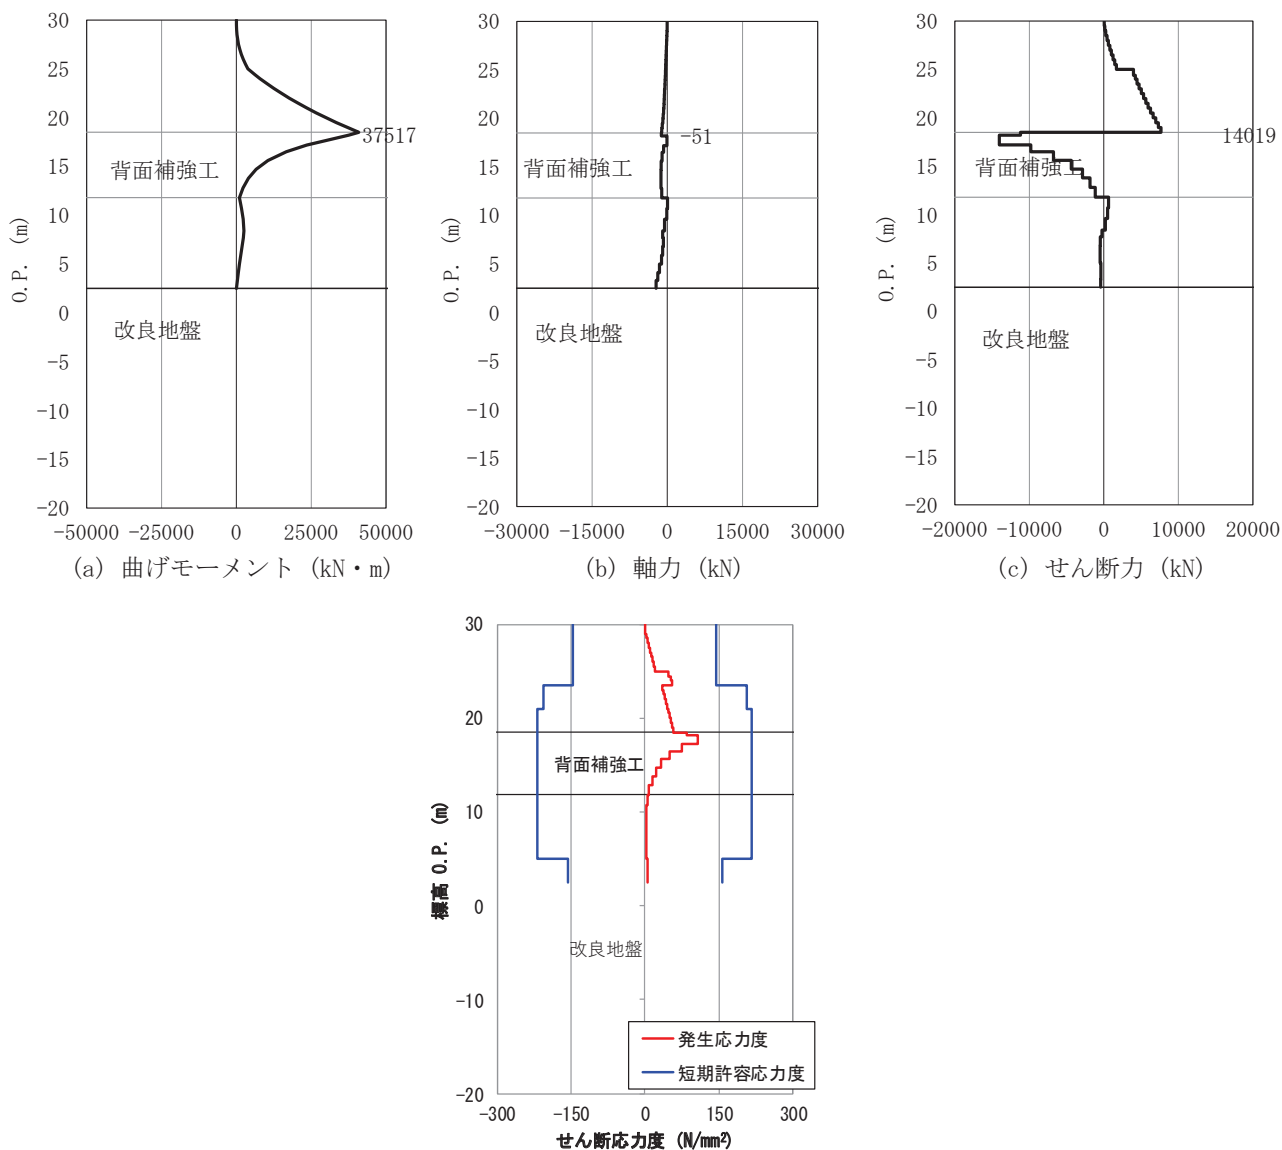 30
25
20
15
10
5
0
-5
-10
-15
-20
O.P. (m)
37517
背面補強工
改良地盤
-50000 -25000 0 25000 50000
(a) 曲げモーメント (kN・m)
30
25
20
15
10
5
0
-5
-10
-15
-20
O.P. (m)
-51
背面補強工
改良地盤
-30000 -15000 0 15000 30000
(b) 軸力 (kN)
30
25
20
15
10
5
0
-5
-10
-15
-20
O.P. (m)
14019
背面補強工
改良地盤
-20000 -10000 0 10000 20000
(c) せん断力 (kN)
30
20
10
0
-10
-20
標高 O.P. (m)
背面補強工
改良地盤
発生応力度
短期許容応力度
-300 -150 0 150 300
せん断応力度 (N/mm²)